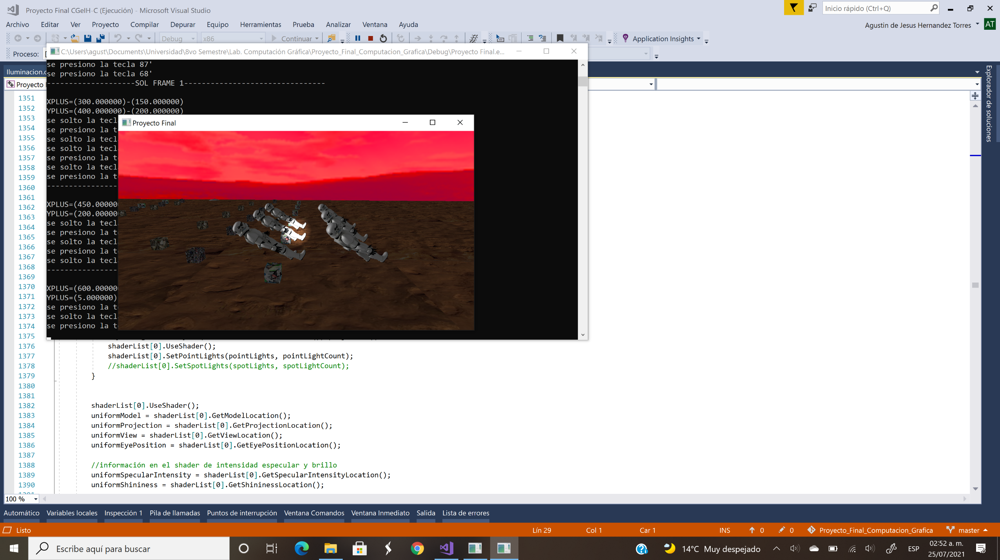 Proyecto Final CGeIH-C (Ejecución) - Microsoft Visual Studio
Inicio rápido (Ctrl+Q)
Archivo Editar Ver Proyecto Compilar Depurar Equipo Herramientas Prueba Analizar Ventana Ayuda
Agustin de Jesus Hernandez Torres AT
Debug x86 Continuar Application Insights
Proceso:
C:\Users\agust\Documents\Universidad\8vo Semestre\Lab. Computación Gráfica\Proyecto_Final_Computacion_Grafica\Debug\Proyecto Final.e...
se presiono la tecla 87'
se presiono la tecla 68'
--------------------SOL FRAME 1--------------------------------
XPLUS=(300.000000)-(150.000000)
YPLUS=(400.000000)-(200.000000)
se solto la tecl
se presiono la t
se solto la tecl
se solto la tecl
se presiono la t
se solto la tecl
se presiono la t
----------------
XPLUS=(450.00000
YPLUS=(200.00000
se solto la tecl
se presiono la t
se solto la tecl
se presiono la t
se solto la tecl
----------------
XPLUS=(600.00000
YPLUS=(5.000000)
se presiono la t
se solto la tecl
se presiono la t
Proyecto Final
Iluminacion.c
Proyecto
Explorador de soluciones
1351
1352
1353
1354
1355
1356
1357
1358
1359
1360
1361
1362
1363
1364
1365
1366
1367
1368
1369
1370
1371
1372
1373
1374
1375
1376 shaderList[0].UseShader();
1377 shaderList[0].SetPointLights(pointLights, pointLightCount);
1378 //shaderList[0].SetSpotLights(spotLights, spotLightCount);
1379 }
1380
1381
1382 shaderList[0].UseShader();
1383 uniformModel = shaderList[0].GetModelLocation();
1384 uniformProjection = shaderList[0].GetProjectionLocation();
1385 uniformView = shaderList[0].GetViewLocation();
1386 uniformEyePosition = shaderList[0].GetEyePositionLocation();
1387
1388 //información en el shader de intensidad especular y brillo
1389 uniformSpecularIntensity = shaderList[0].GetSpecularIntensityLocation();
1390 uniformShininess = shaderList[0].GetShininessLocation();
100 %
Automático Variables locales Inspección 1 Pila de llamadas Puntos de interrupción Ventana Comandos Ventana Inmediato Salida Lista de errores
Listo Lín 29 Col 1 Car 1 INS 0 0 Proyecto_Final_Computacion_Grafica master
Escribe aquí para buscar
14°C Muy despejado ESP
02:52 a. m.
25/07/2021